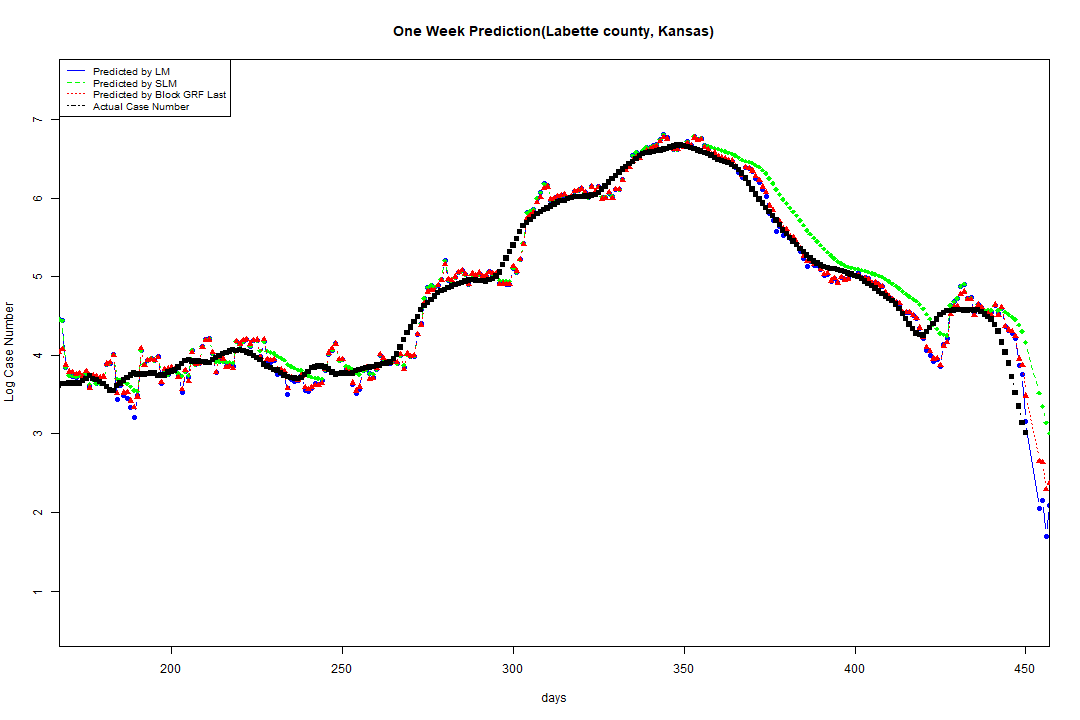 One Week Prediction(Labette county, Kansas)
Predicted by LM
Predicted by SLM
Predicted by Block GRF Last
Actual Case Number
7
6
5
4
3
2
1
Log Case Number
200 250 300 350 400 450
days